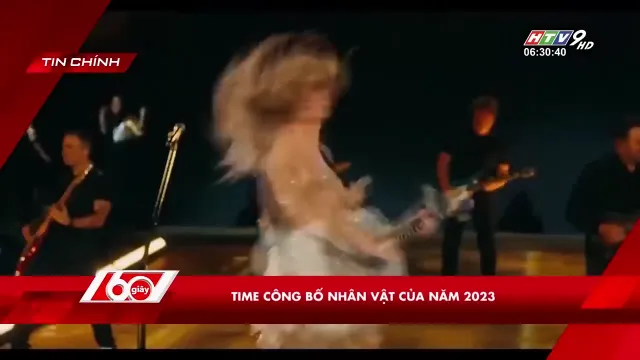 TIN CHÍNH
HTV9 HD
06:30:40
60 giây
TIME CÔNG BỐ NHÂN VẬT CỦA NĂM 2023